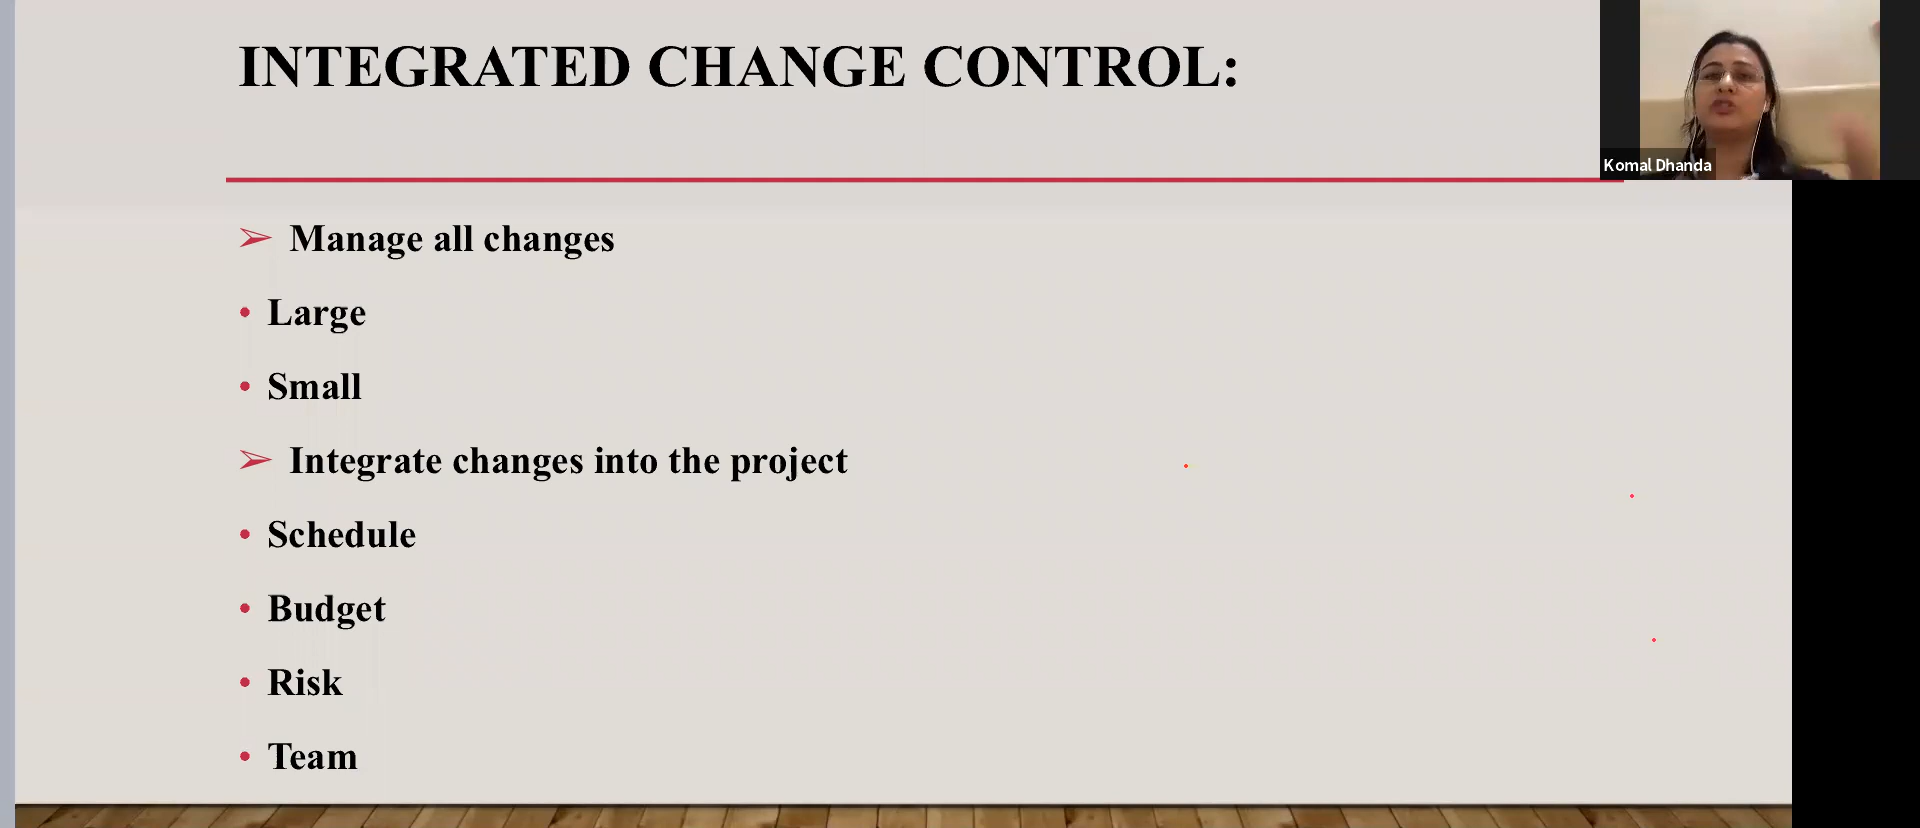 INTEGRATED CHANGE CONTROL:
Komal Dhanda
➢ Manage all changes
• Large
• Small
➢ Integrate changes into the project
• Schedule
• Budget
• Risk
• Team